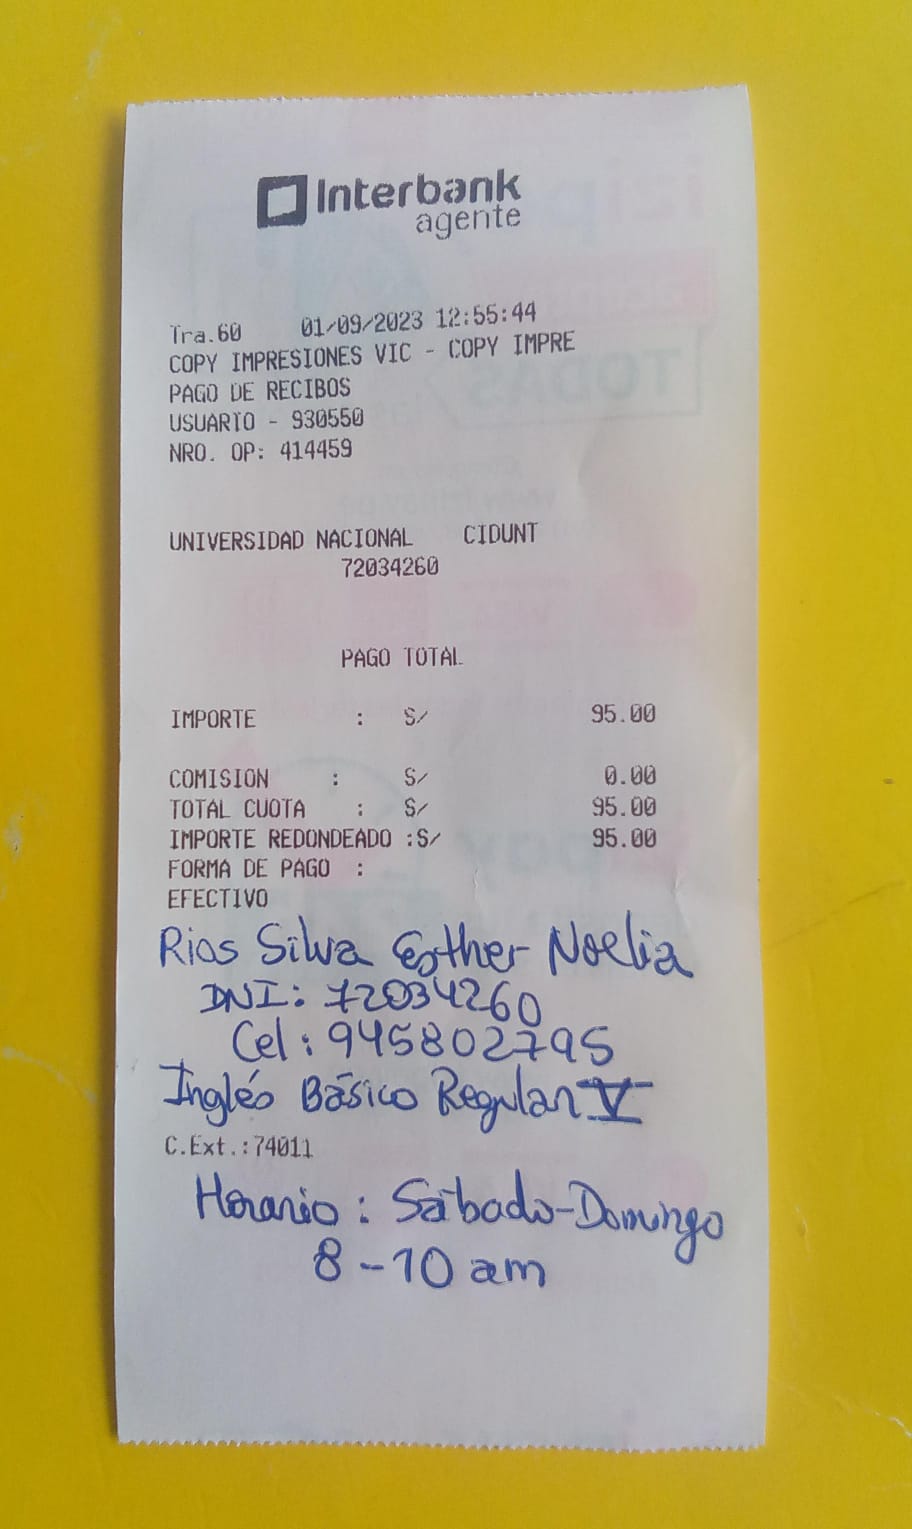 Interbank
agente
Tra.60 01/09/2023 12:55:44
COPY IMPRESIONES VIC - COPY IMPRE
PAGO DE RECIBOS
USUARIO - 930550
NRO. OP: 414459
UNIVERSIDAD NACIONAL CIDUNT
72034260
PAGO TOTAL
IMPORTE : S/ 95.00
COMISION : S/ 0.00
TOTAL CUOTA : S/ 95.00
IMPORTE REDONDEADO :S/ 95.00
FORMA DE PAGO :
EFECTIVO
Rios Silva Esther Noelia
DNI: 72034260
Cel: 945802795
Inglés Básico Regular V
C.Ext.:74011
Horario: Sábado-Domingo
8-10 am